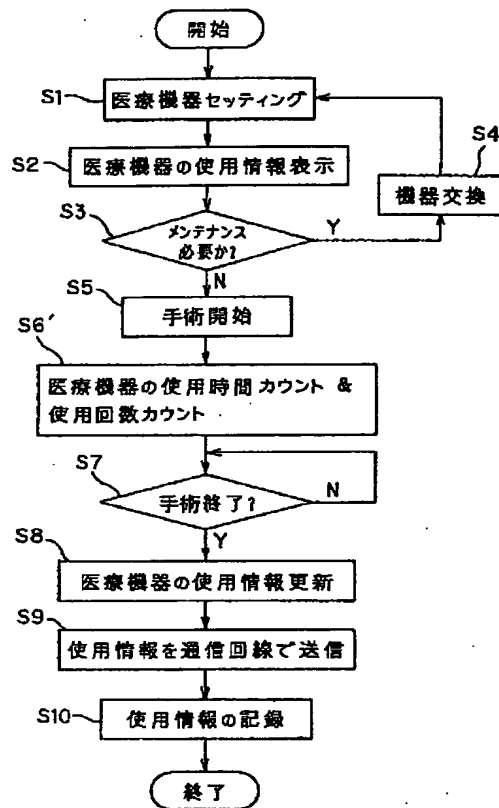 開始
S1
医療機器セッティング
S2
医療機器の使用情報表示
S3
メンテナンス
必要か?
Y
S4
機器交換
N
S5
手術開始
S6'
医療機器の使用時間カウント &
使用回数カウント
S7
手術終了?
N
Y
S8
医療機器の使用情報更新
S9
使用情報を通信回線で送信
S10
使用情報の記録
終了